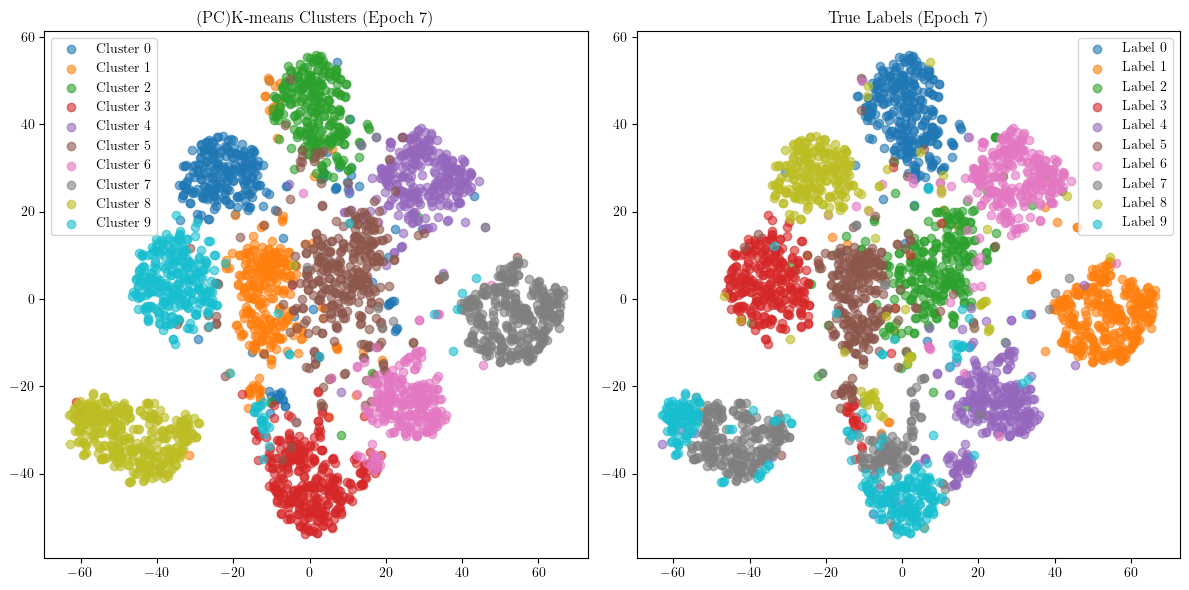 (PC)K-means Clusters (Epoch 7)
60
40
20
0
−20
−40
−60
−40
−20
0
20
40
60
Cluster 0
Cluster 1
Cluster 2
Cluster 3
Cluster 4
Cluster 5
Cluster 6
Cluster 7
Cluster 8
Cluster 9
True Labels (Epoch 7)
60
40
20
0
−20
−40
−60
−40
−20
0
20
40
60
Label 0
Label 1
Label 2
Label 3
Label 4
Label 5
Label 6
Label 7
Label 8
Label 9